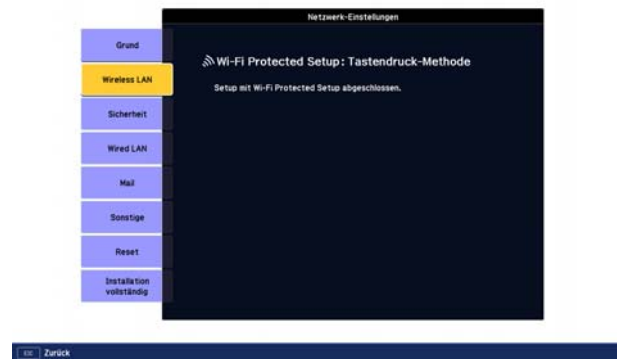 Netzwerk-Einstellungen
Grund
Wireless LAN
Sicherheit
Wired LAN
Mail
Sonstige
Reset
Installation
vollständig
Wi-Fi Protected Setup: Tastendruck-Methode
Setup mit Wi-Fi Protected Setup abgeschlossen.
Zurück